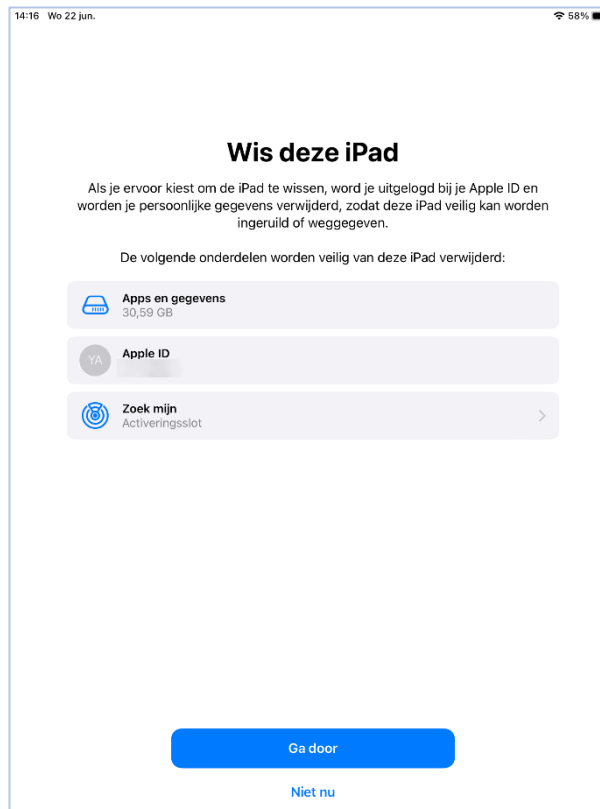 14:16 Wo 22 jun. 58%
Wis deze iPad
Als je ervoor kiest om de iPad te wissen, word je uitgelogd bij je Apple ID en
worden je persoonlijke gegevens verwijderd, zodat deze iPad veilig kan worden
ingeruild of weggegeven.
De volgende onderdelen worden veilig van deze iPad verwijderd:
Apps en gegevens
30,59 GB
YA
Apple ID
Zoek mijn
Activeringsslot
Ga door
Niet nu